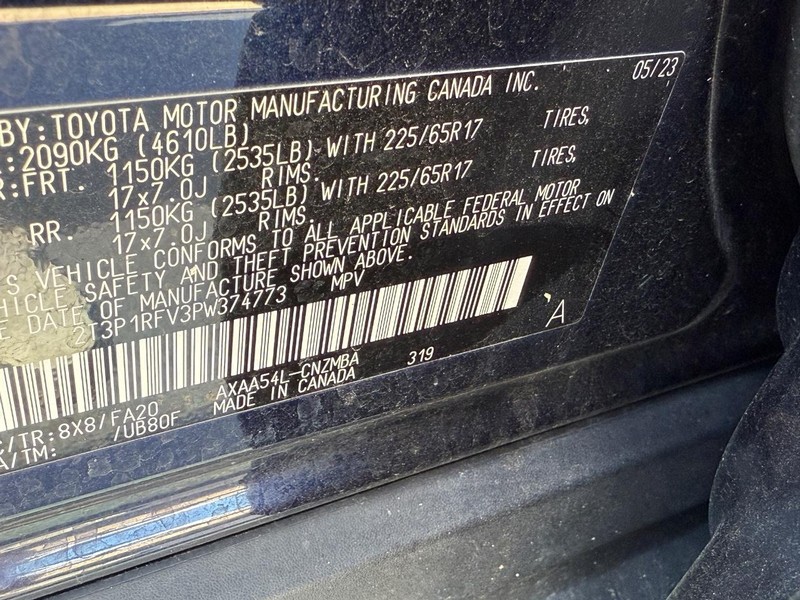 BY:TOYOTA MOTOR MANUFACTURING CANADA INC. 05/23
:2090KG (4610LB)
R:FRT. 1150KG (2535LB) WITH 225/65R17 TIRES,
17x7.0J RIMS.
RR. 1150KG (2535LB) WITH 225/65R17 TIRES,
17x7.0J RIMS.
S VEHICLE CONFORMS TO ALL APPLICABLE FEDERAL MOTOR
HICLE SAFETY AND THEFT PREVENTION STANDARDS IN EFFECT ON
E DATE OF MANUFACTURE SHOWN ABOVE.
2T3P1RFV3PW374773 MPV
A
AXAA54L-CNZMBA 319
C/TR:8X8/FA20 MADE IN CANADA
A/TM: /UB80F